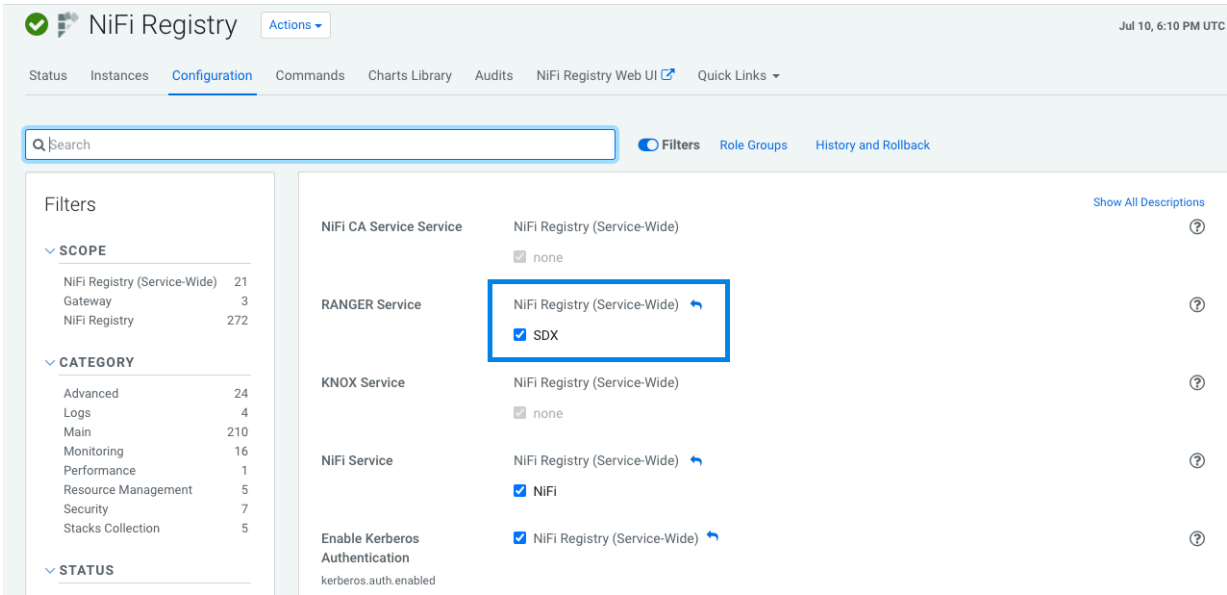 NiFi Registry Actions
Jul 10, 6:10 PM UTC
Status Instances Configuration Commands Charts Library Audits NiFi Registry Web UI Quick Links
Search
Filters Role Groups History and Rollback
Filters
SCOPE
NiFi Registry (Service-Wide) 21
Gateway 3
NiFi Registry 272
CATEGORY
Advanced 24
Logs 4
Main 210
Monitoring 16
Performance 1
Resource Management 5
Security 7
Stacks Collection 5
STATUS
Show All Descriptions
NiFi CA Service Service NiFi Registry (Service-Wide)
none
RANGER Service NiFi Registry (Service-Wide)
SDX
KNOX Service NiFi Registry (Service-Wide)
none
NiFi Service NiFi Registry (Service-Wide)
NiFi
Enable Kerberos NiFi Registry (Service-Wide)
Authentication
kerberos.auth.enabled